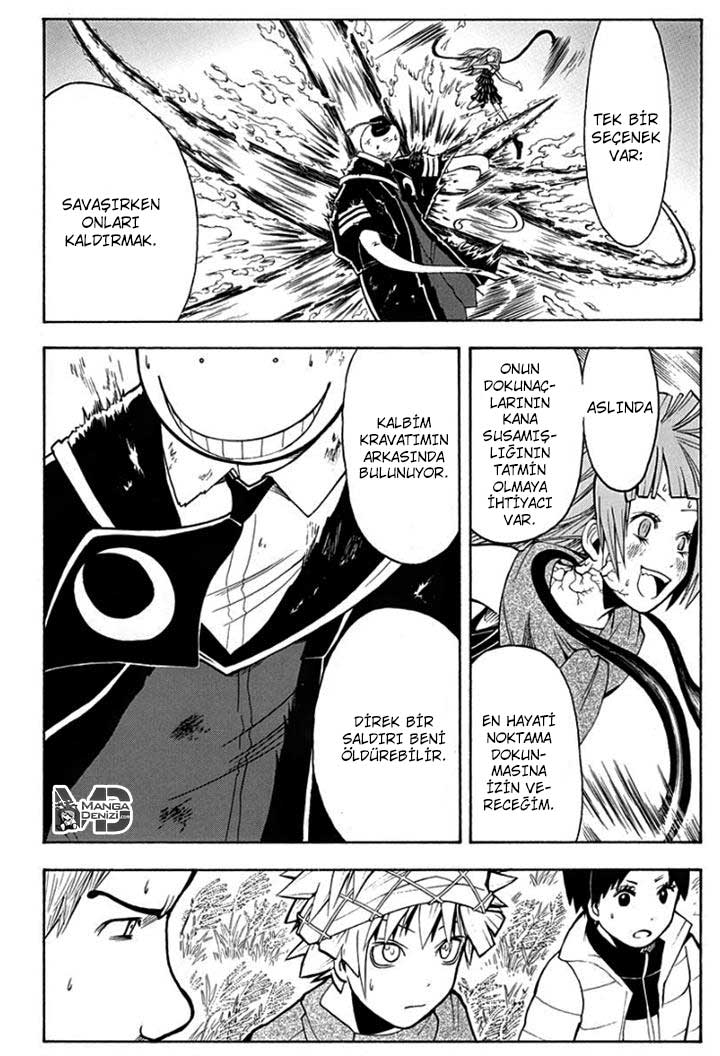 TEK BİR
SEÇENEK
VAR:
SAVAŞIRKEN
ONLARI
KALDIRMAK.
ASLINDA
ONUN
DOKUNAÇ-
LARININ
KANA
SUSAMIŞ-
LIĞININ
TATMİN
OLMAYA
İHTİYACI
VAR.
EN HAYATİ
NOKTAMA
DOKUN-
MASINA
İZİN VE-
RECEĞİM.
KALBİM
KRAVATIMIN
ARKASINDA
BULUNUYOR.
DİREK BİR
SALDIRI BENİ
ÖLDÜREBİLİR.
MD
MANGA
DENİZİ.com